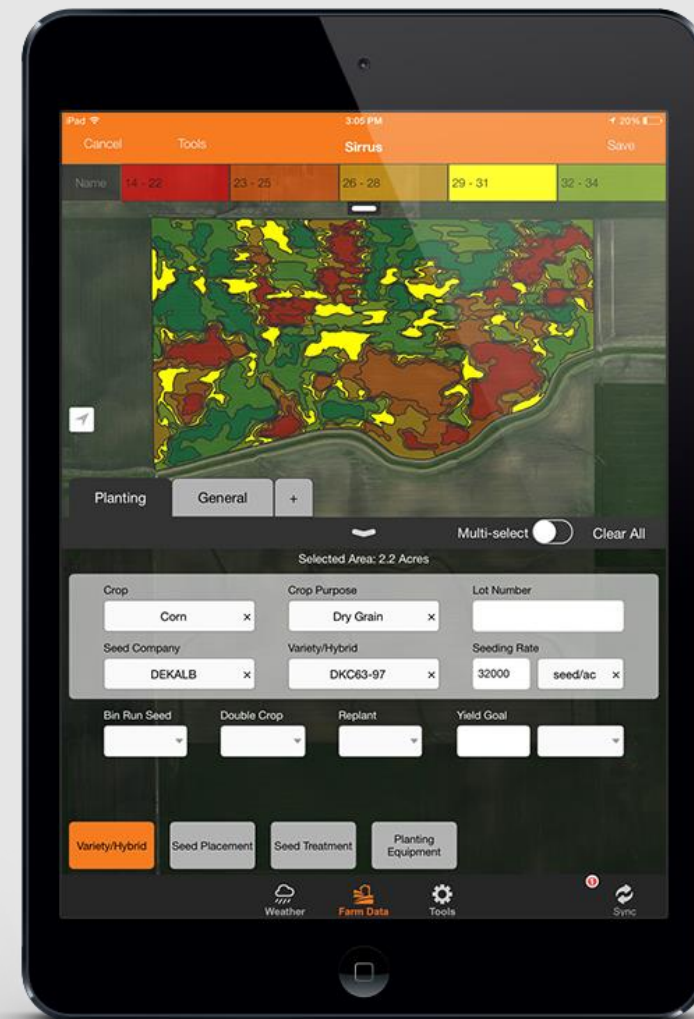 iPad 3:05 PM 20%
Cancel Tools Sirrus Save
Name 14 - 22 23 - 25 26 - 28 29 - 31 32 - 34
Planting General +
Multi-select Clear All
Selected Area: 2.2 Acres
Crop Crop Purpose Lot Number
Corn × Dry Grain ×
Seed Company Variety/Hybrid Seeding Rate
DEKALB × DKC63-97 × 32000 seed/ac ×
Bin Run Seed Double Crop Replant Yield Goal
Variety/Hybrid Seed Placement Seed Treatment Planting
Equipment
1
Weather Farm Data Tools Sync